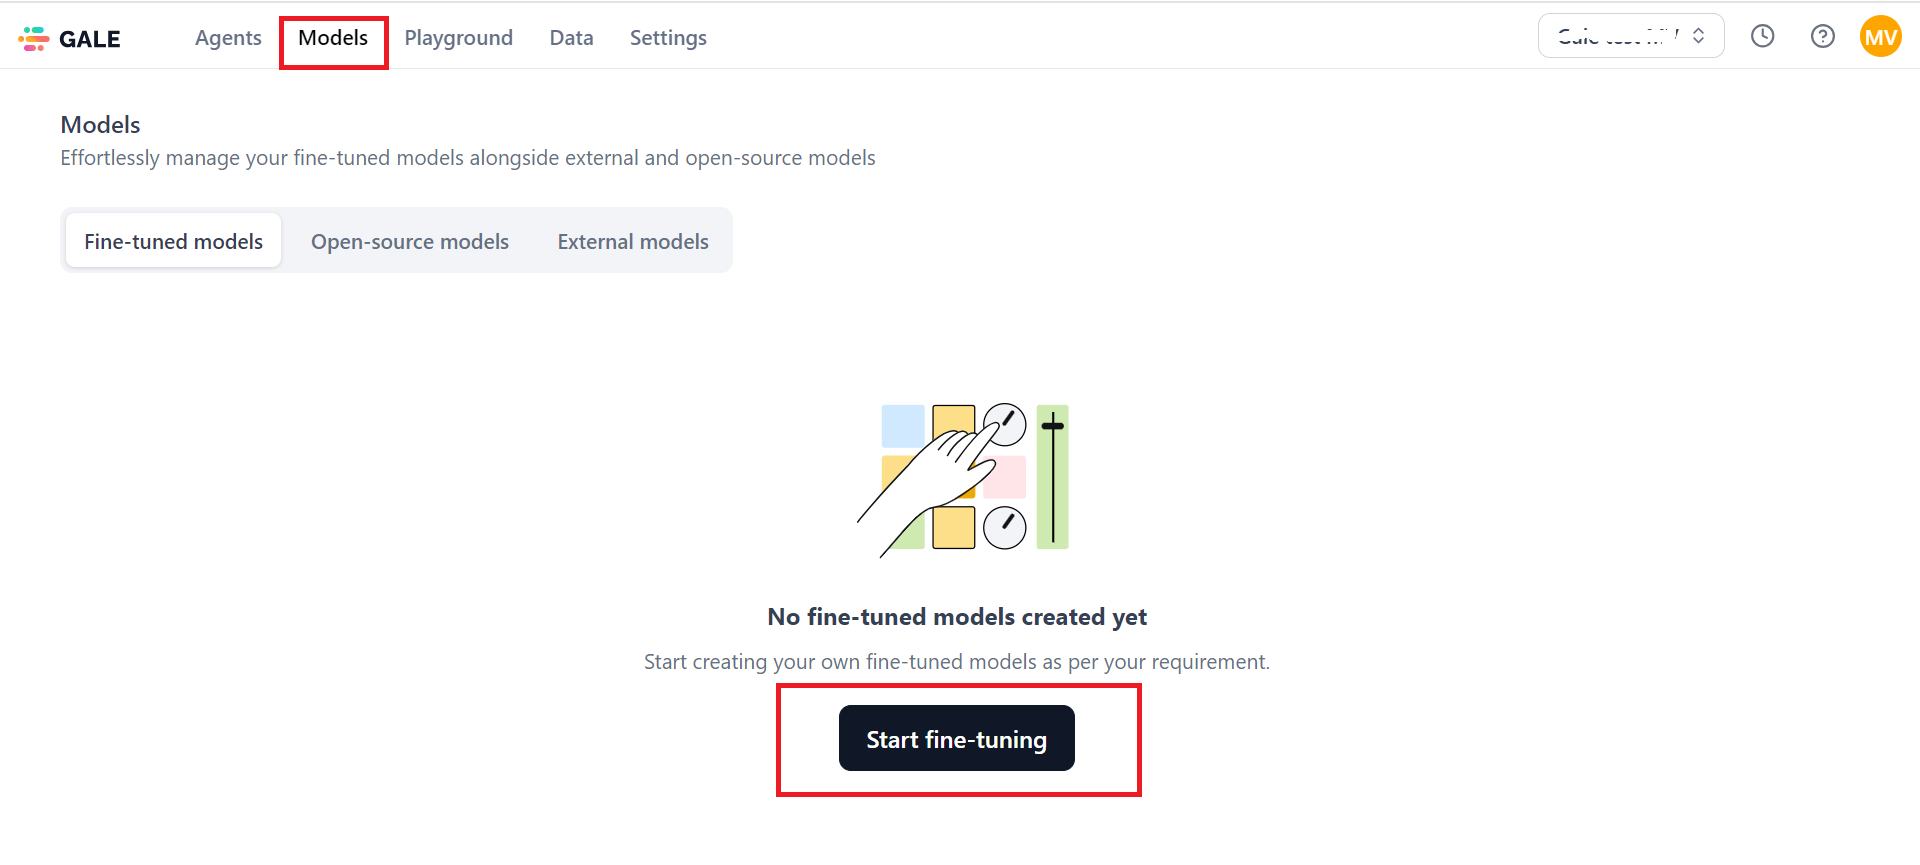 GALE Agents Models Playground Data Settings MV
Models
Effortlessly manage your fine-tuned models alongside external and open-source models
Fine-tuned models Open-source models External models
No fine-tuned models created yet
Start creating your own fine-tuned models as per your requirement.
Start fine-tuning